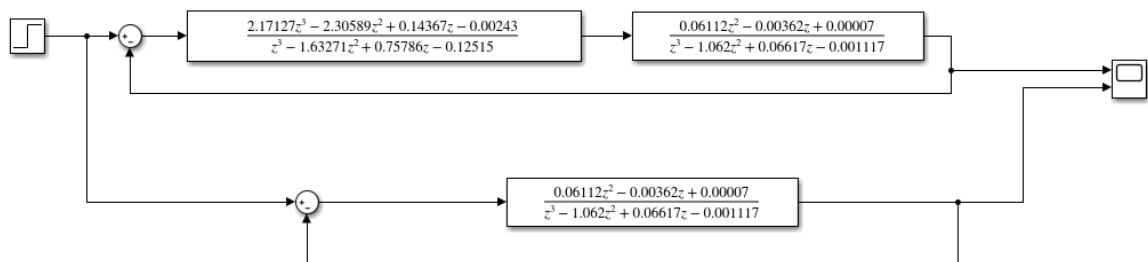 2.17127z³ − 2.30589z² + 0.14367z − 0.00243
z³ − 1.63271z² + 0.75786z − 0.12515
0.06112z² − 0.00362z + 0.00007
z³ − 1.062z² + 0.06617z − 0.001117
0.06112z² − 0.00362z + 0.00007
z³ − 1.062z² + 0.06617z − 0.001117